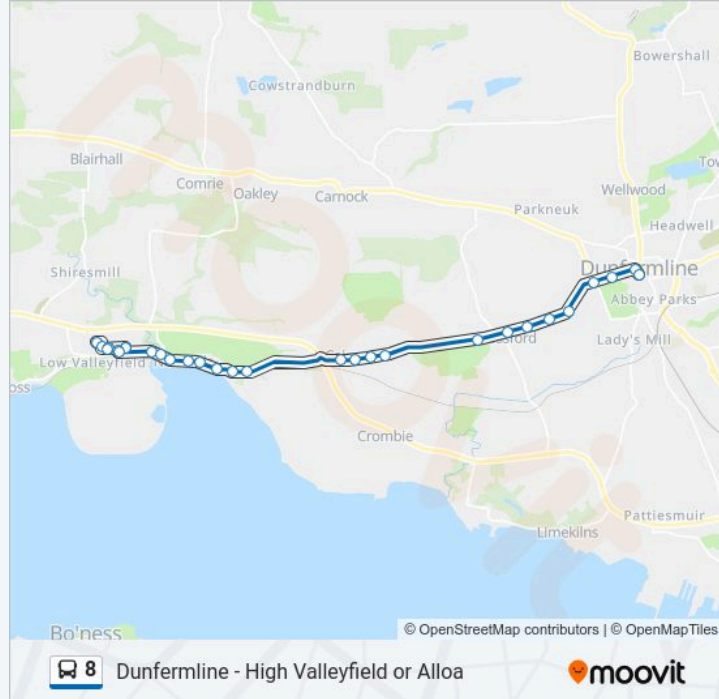 Bowershall
Cowstrandburn
Blairhall
Comrie
Oakley
Carnock
Wellwood
Parkneuk
Headwell
Dunfermline
Shiresmill
Abbey Parks
Lady's Mill
Low Valleyfield
Crombie
Pattiesmuir
Limekilns
Bo'ness
© OpenStreetMap contributors | © OpenMapTiles
8 Dunfermline - High Valleyfield or Alloa
moovit